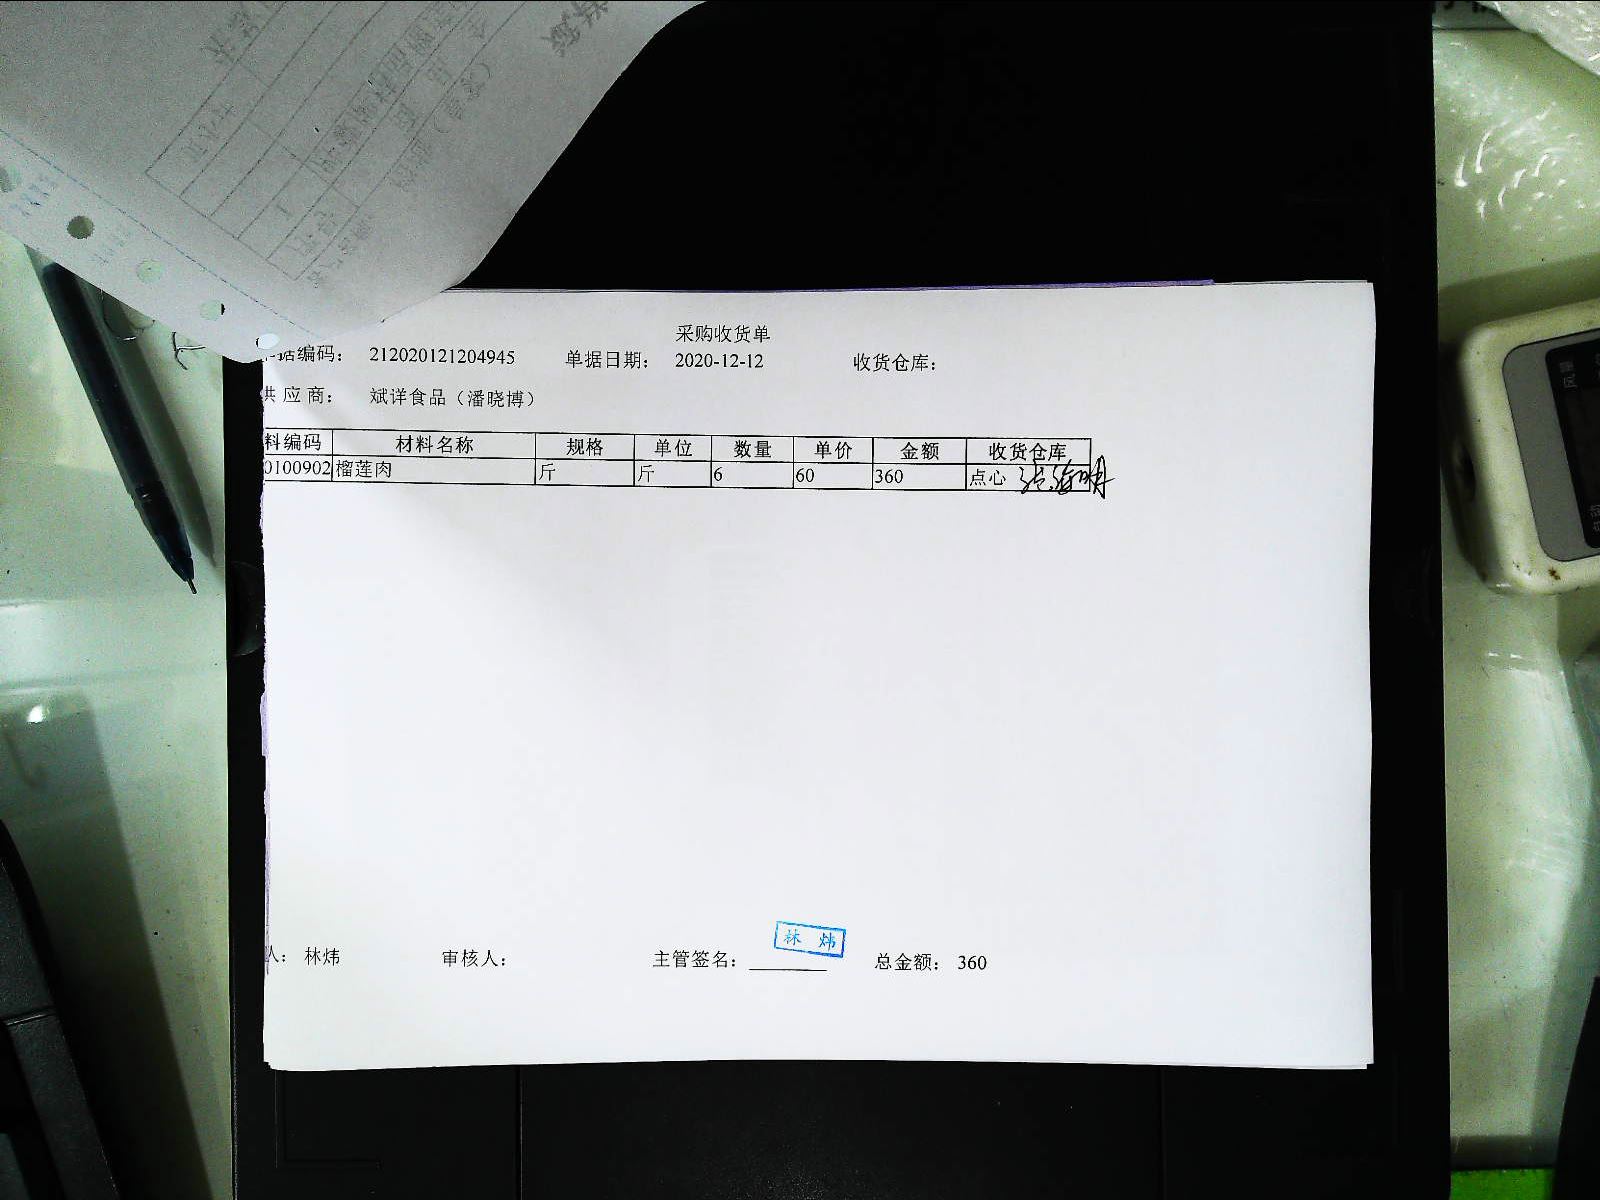 采购收货单
据编码： 212020121204945 单据日期： 2020-12-12 收货仓库：
供应商： 斌详食品（潘晓博）
料编码 材料名称 规格 单位 数量 单价 金额 收货仓库
0100902 榴莲肉 斤 斤 6 60 360 点心
林炜
人： 林炜 审核人： 主管签名： 总金额： 360